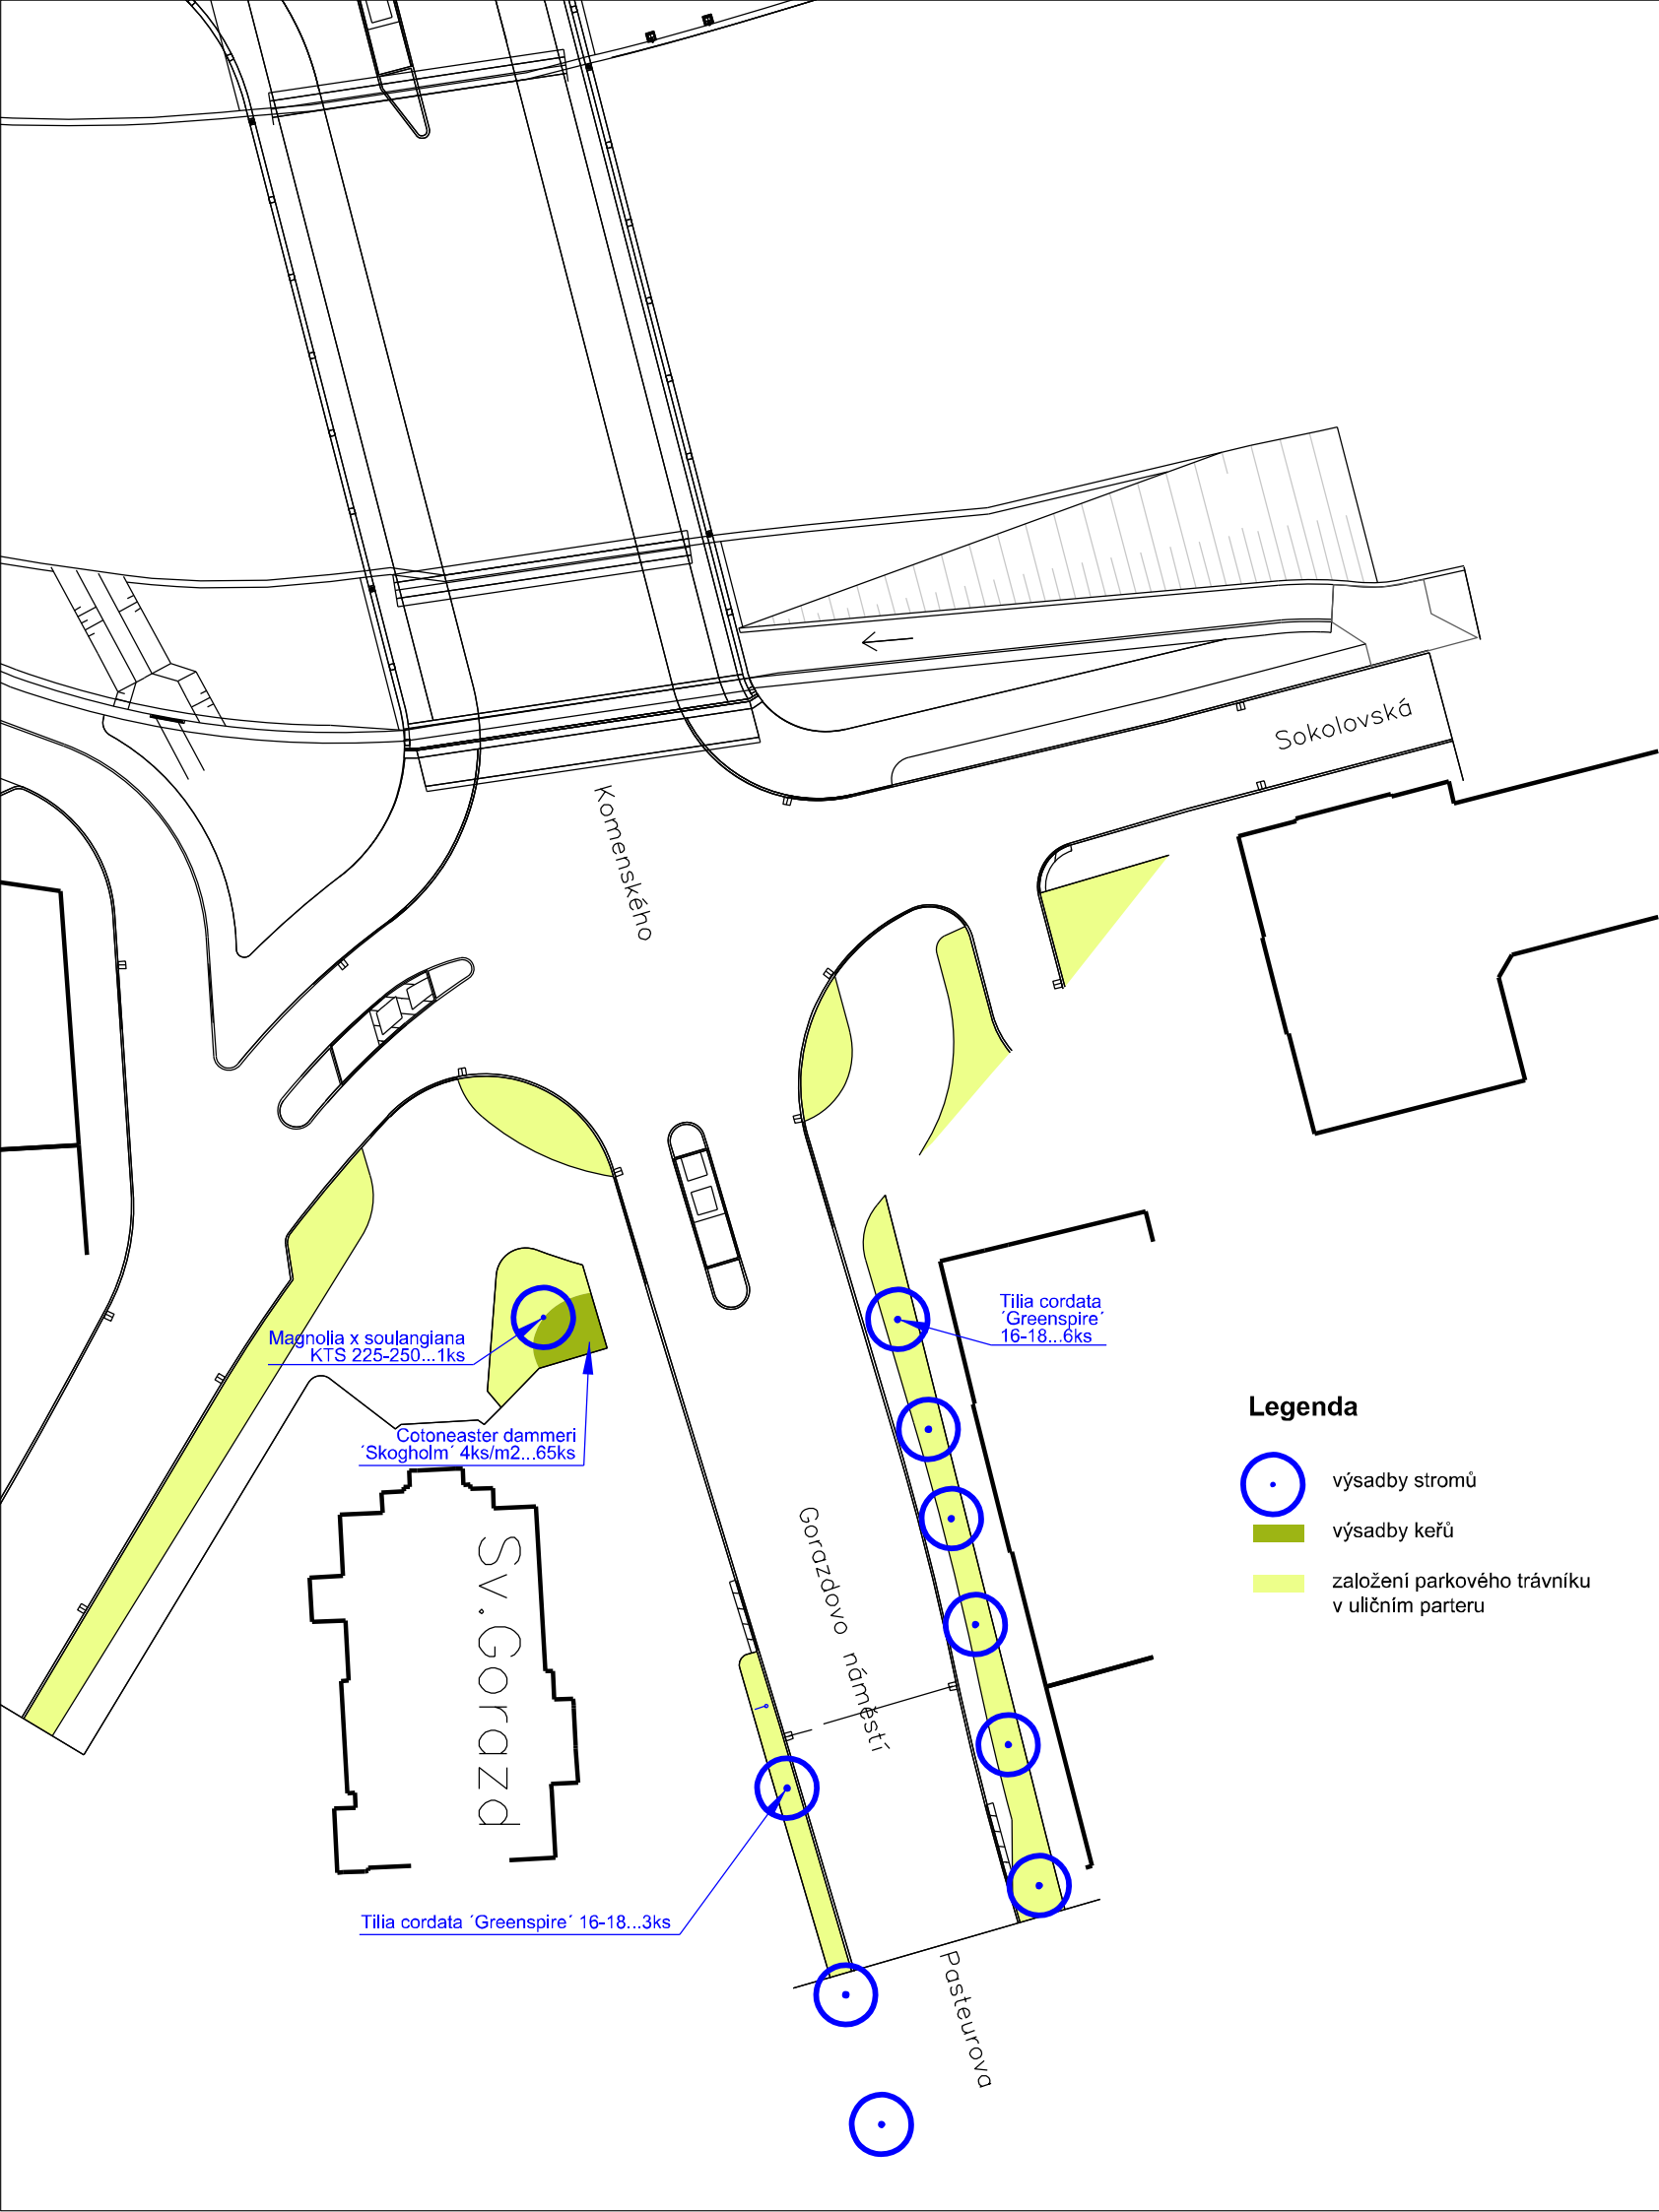 Sokolovská
Komenského
Tilia cordata
´Greenspire´
16-18...6ks
Magnolia x soulangiana
KTS 225-250...1ks
Cotoneaster dammeri
´Skogholm´ 4ks/m2...65ks
Legenda
výsadby stromů
výsadby keřů
založení parkového trávníku
v uličním parteru
Sv.Gorazd
Gorazdovo náměstí
Tilia cordata ´Greenspire´ 16-18...3ks
Pasteurova